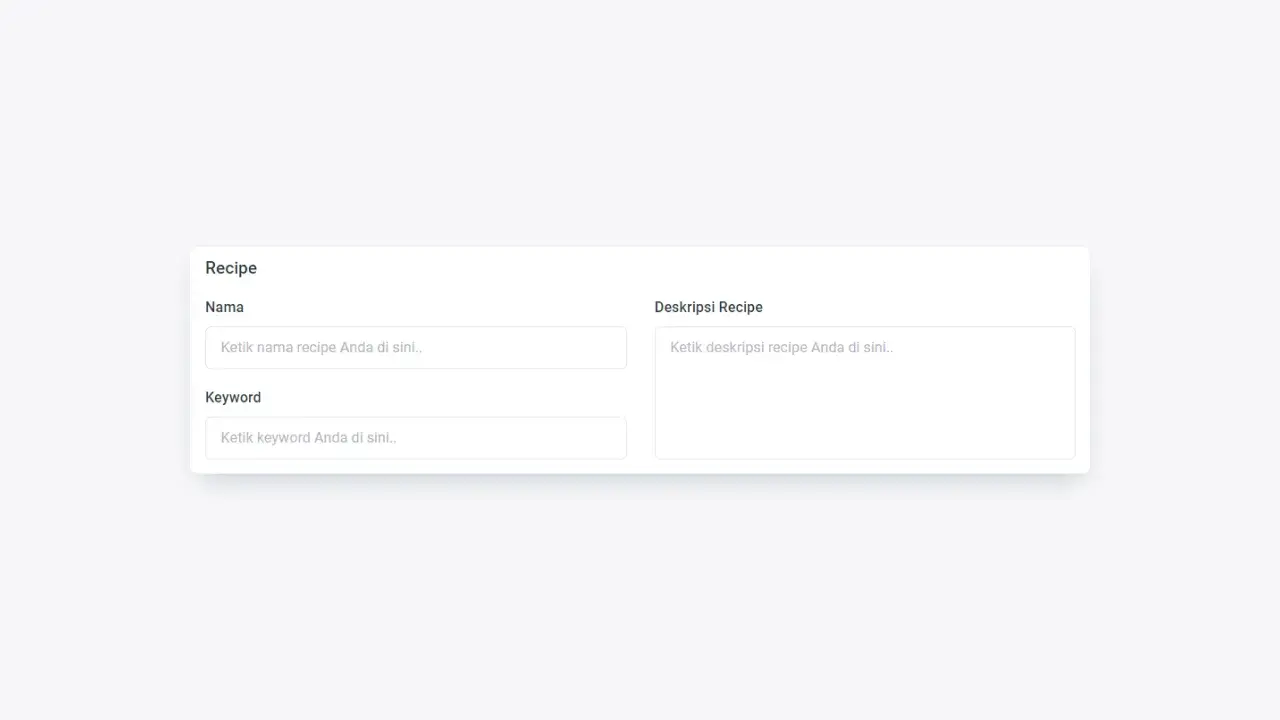 Recipe
Nama
Ketik nama recipe Anda di sini..
Keyword
Ketik keyword Anda di sini..
Deskripsi Recipe
Ketik deskripsi recipe Anda di sini..